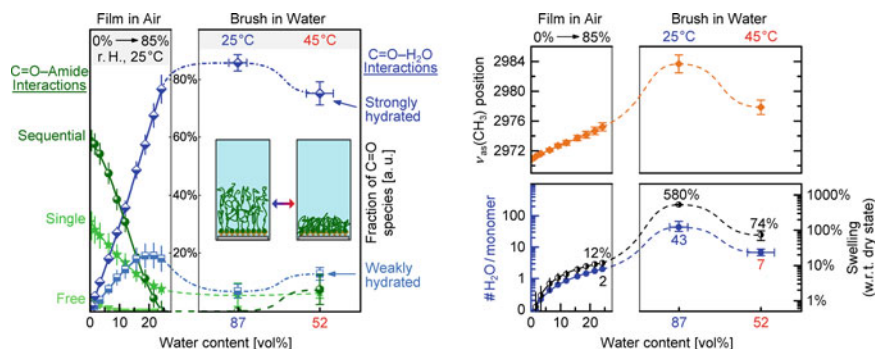 Film in Air
Brush in Water
0% → 85%
r. H., 25°C
25°C
45°C
C=O–Amide
Interactions
C=O–H₂O
Interactions
Sequential
Single
Free
80%
60%
40%
20%
Strongly
hydrated
Weakly
hydrated
Fraction of C=O
species [a.u.]
0
10
20
87
52
Water content [vol%]
Film in Air
Brush in Water
0% → 85%
25°C
45°C
νas(CH₃) position
2984
2980
2976
2972
# H₂O/monomer
100
10
1
0
12%
2
580%
43
74%
7
1000%
100%
10%
1%
Swelling
(w.r.t. dry state)
0
10
20
87
52
Water content [vol%]